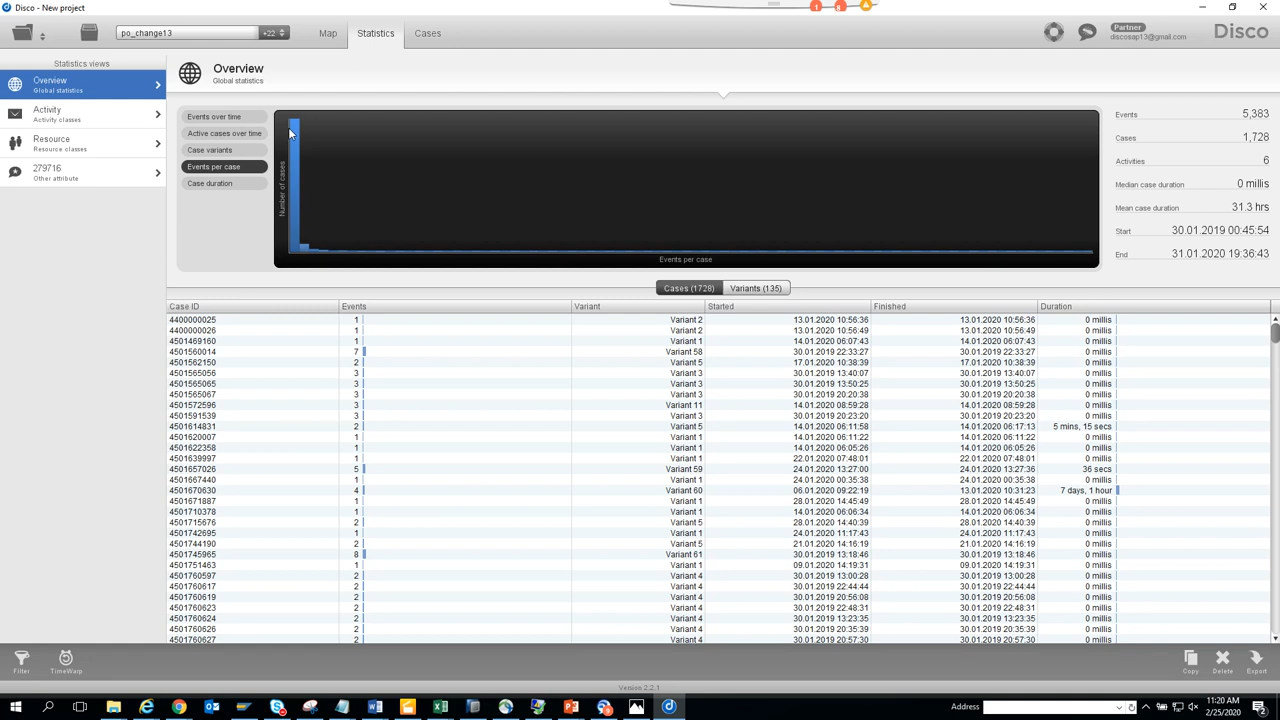 Disco - New project
1 6
po_change13 +22 Map Statistics Cases Partner discosap13@gmail.com Disco
Statistics views
Overview
Global statistics
Activity
Activity classes
Resource
Resource classes
279716
Other attribute
Overview
Global statistics
Events over time
Active cases over time
Case variants
Events per case
Case duration
Number of cases
Events per case
Events 5,383
Cases 1,728
Activities 6
Median case duration 0 millis
Mean case duration 31.3 hrs
Start 30.01.2019 00:45:54
End 31.01.2020 19:36:43
Cases (1728) Variants (135)
Case ID Events Variant Started Finished Duration
4400000025 1 Variant 2 13.01.2020 10:56:36 13.01.2020 10:56:36 0 millis
4400000026 1 Variant 2 13.01.2020 10:56:49 13.01.2020 10:56:49 0 millis
4501469160 1 Variant 1 14.01.2020 06:07:43 14.01.2020 06:07:43 0 millis
4501560014 7 Variant 58 30.01.2019 22:33:27 30.01.2019 22:33:27 0 millis
4501562150 2 Variant 5 17.01.2020 10:38:39 17.01.2020 10:38:39 0 millis
4501565056 3 Variant 3 30.01.2019 13:40:07 30.01.2019 13:40:07 0 millis
4501565065 3 Variant 3 30.01.2019 13:50:25 30.01.2019 13:50:25 0 millis
4501565067 3 Variant 3 30.01.2019 20:20:38 30.01.2019 20:20:38 0 millis
4501572596 3 Variant 11 14.01.2020 08:59:28 14.01.2020 08:59:28 0 millis
4501591539 3 Variant 3 30.01.2019 20:23:20 30.01.2019 20:23:20 0 millis
4501614831 2 Variant 5 14.01.2020 06:11:58 14.01.2020 06:17:13 5 mins, 15 secs
4501620007 1 Variant 1 14.01.2020 06:11:22 14.01.2020 06:11:22 0 millis
4501622358 1 Variant 1 14.01.2020 06:05:26 14.01.2020 06:05:26 0 millis
4501639997 1 Variant 1 22.01.2020 07:48:01 22.01.2020 07:48:01 0 millis
4501657026 5 Variant 59 24.01.2020 13:27:00 24.01.2020 13:27:36 36 secs
4501667440 1 Variant 1 24.01.2020 00:35:38 24.01.2020 00:35:38 0 millis
4501670630 4 Variant 60 06.01.2020 09:22:19 13.01.2020 10:31:23 7 days, 1 hour
4501671887 1 Variant 1 28.01.2020 14:45:49 28.01.2020 14:45:49 0 millis
4501710378 1 Variant 1 14.01.2020 06:06:34 14.01.2020 06:06:34 0 millis
4501715676 2 Variant 5 28.01.2020 14:40:39 28.01.2020 14:40:39 0 millis
4501742695 1 Variant 1 24.01.2020 11:17:43 24.01.2020 11:17:43 0 millis
4501744190 2 Variant 5 21.01.2020 14:16:19 21.01.2020 14:16:19 0 millis
4501745965 8 Variant 61 30.01.2019 13:18:46 30.01.2019 13:18:46 0 millis
4501751463 1 Variant 1 09.01.2020 14:19:31 09.01.2020 14:19:31 0 millis
4501760597 2 Variant 4 30.01.2019 13:00:28 30.01.2019 13:00:28 0 millis
4501760617 2 Variant 4 30.01.2019 22:44:44 30.01.2019 22:44:44 0 millis
4501760619 2 Variant 4 30.01.2019 20:56:08 30.01.2019 20:56:08 0 millis
4501760623 2 Variant 4 30.01.2019 22:48:31 30.01.2019 22:48:31 0 millis
4501760624 2 Variant 4 30.01.2019 13:23:35 30.01.2019 13:23:35 0 millis
4501760626 2 Variant 4 30.01.2019 20:35:39 30.01.2019 20:35:39 0 millis
4501760627 2 Variant 4 30.01.2019 20:57:30 30.01.2019 20:57:30 0 millis
Filter TimeWarp Copy Delete Export
Version 2.2.1
Address 11:20 AM
2/25/2020